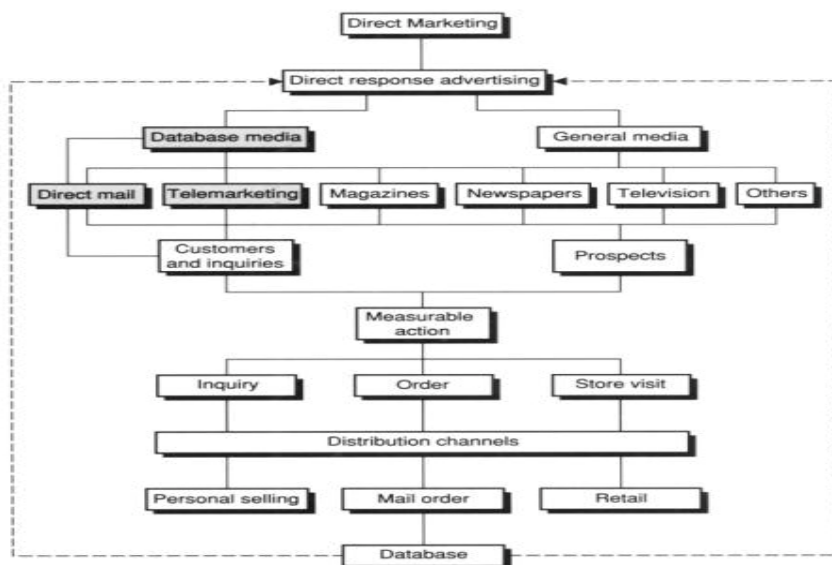 Direct Marketing
Direct response advertising
Database media
General media
Direct mail
Telemarketing
Magazines
Newspapers
Television
Others
Customers
and inquiries
Prospects
Measurable
action
Inquiry
Order
Store visit
Distribution channels
Personal selling
Mail order
Retail
Database